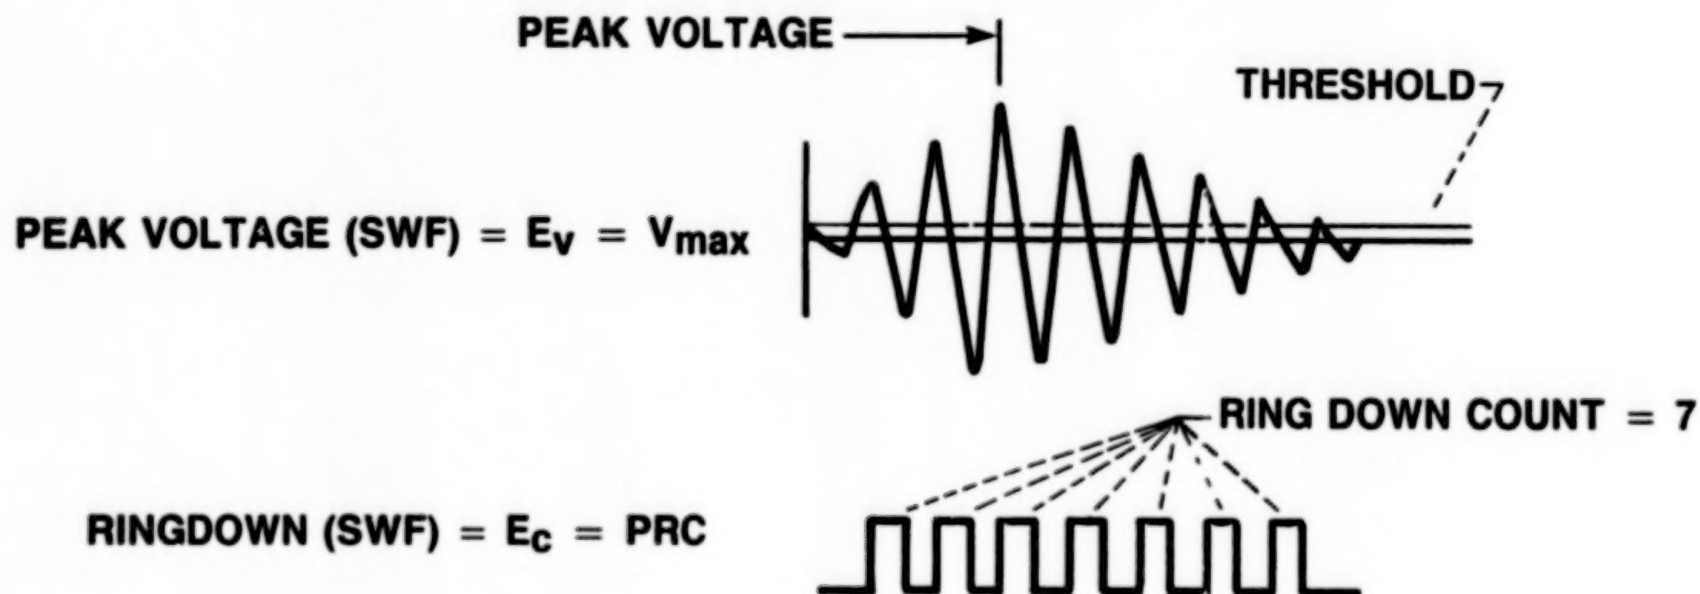 PEAK VOLTAGE
THRESHOLD
PEAK VOLTAGE (SWF) = Ev = Vmax
RING DOWN COUNT = 7
RINGDOWN (SWF) = Ec = PRC